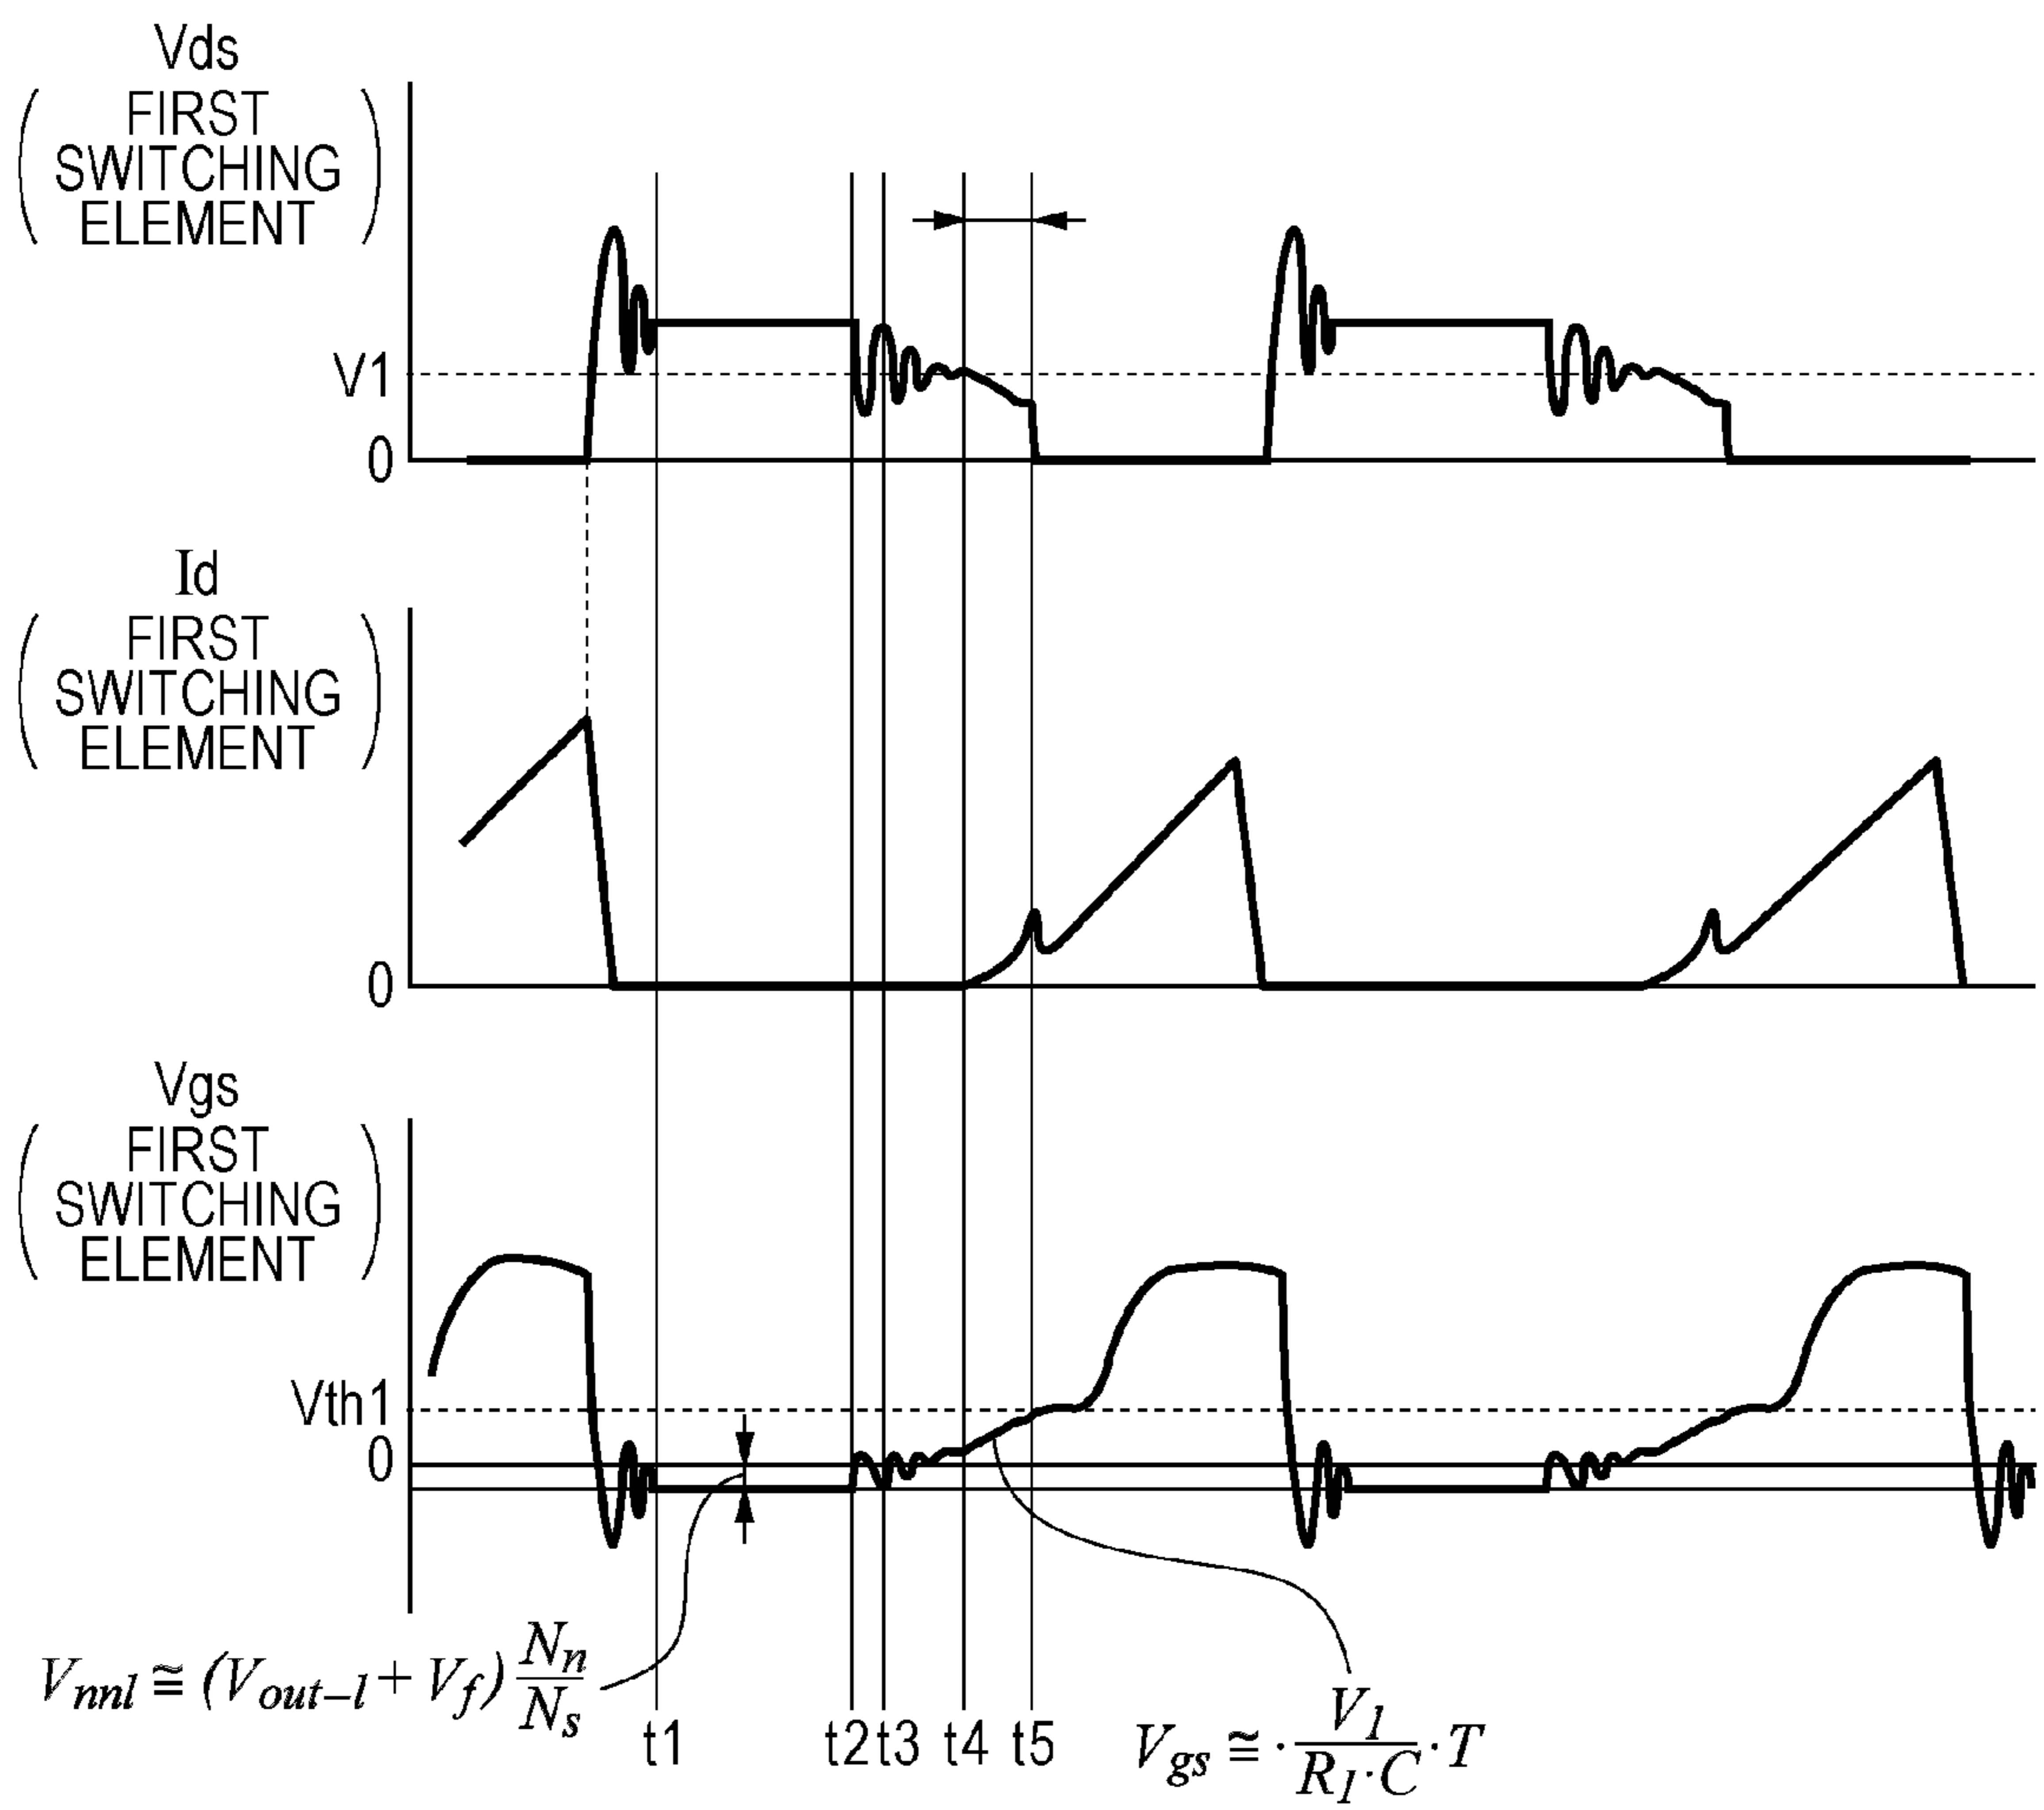 Vds
( FIRST
SWITCHING
ELEMENT )
V1
0
Id
( FIRST
SWITCHING
ELEMENT )
0
Vgs
( FIRST
SWITCHING
ELEMENT )
Vth1
0
Vnnl ≅ (Vout–l + Vf) Nn/Ns
t1 t2 t3 t4 t5
Vgs ≅ · V1/(R1·C) · T